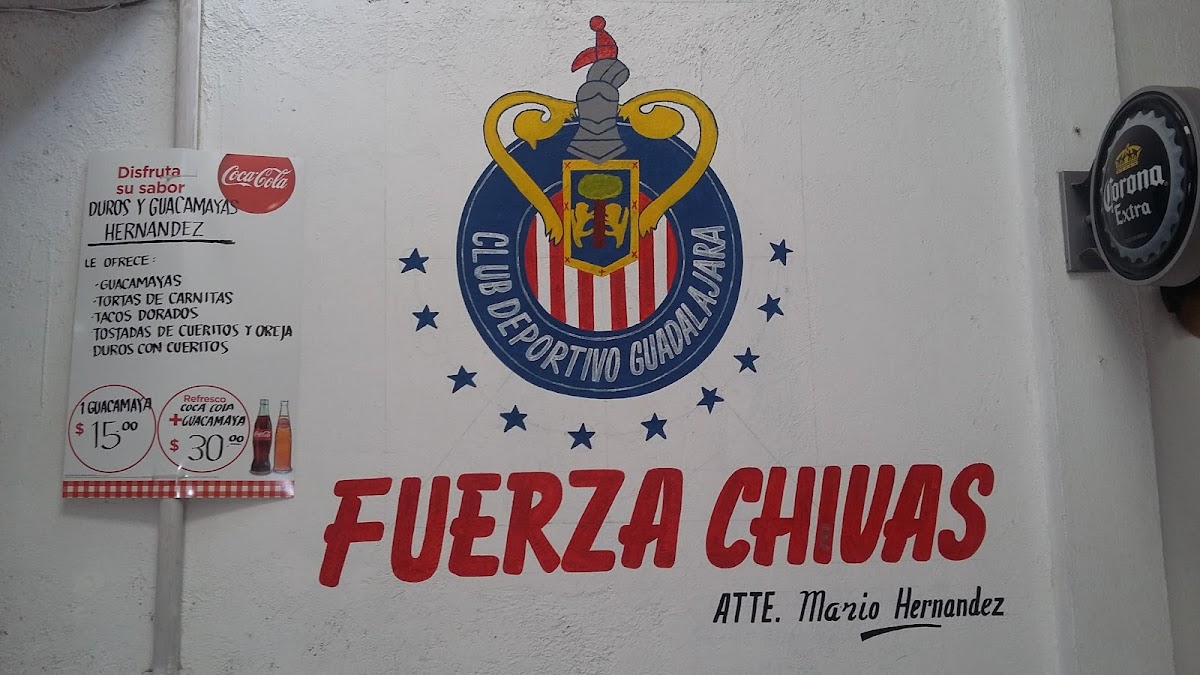 Disfruta
su sabor
Coca-Cola
DUROS Y GUACAMAYAS
HERNANDEZ
LE OFRECE:
·GUACAMAYAS
·TORTAS DE CARNITAS
·TACOS DORADOS
TOSTADAS DE CUERITOS Y OREJA
DUROS CON CUERITOS
1 GUACAMAYA
$ 15.00
Refresco
COCA COLA
+GUACAMAYA
$ 30.00
Coca-Cola
CLUB DEPORTIVO GUADALAJARA
FUERZA CHIVAS
ATTE. Mario Hernandez
Corona
Extra